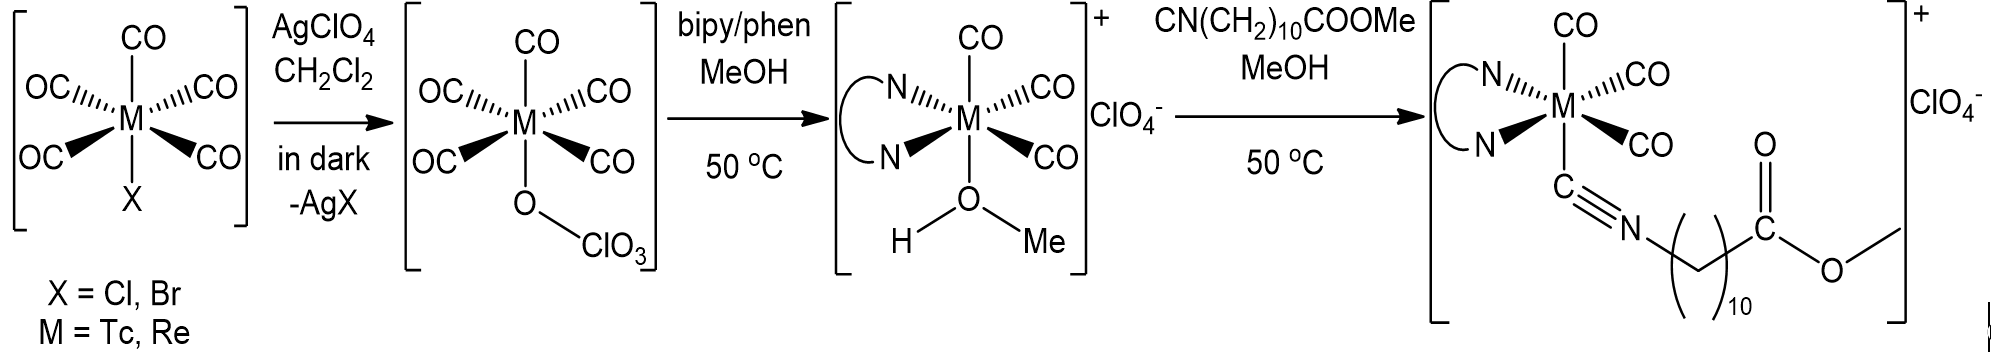 CO
OC
CO
M
OC
CO
X
X = Cl, Br
M = Tc, Re
AgClO4
CH2Cl2
in dark
-AgX
CO
OC
CO
M
OC
CO
O
ClO3
bipy/phen
MeOH
50 ºC
+
CO
N
CO
M
N
CO
O
H
Me
ClO4-
CN(CH2)10COOMe
MeOH
50 ºC
+
CO
N
CO
M
N
CO
C
N
10
O
C
O
ClO4-